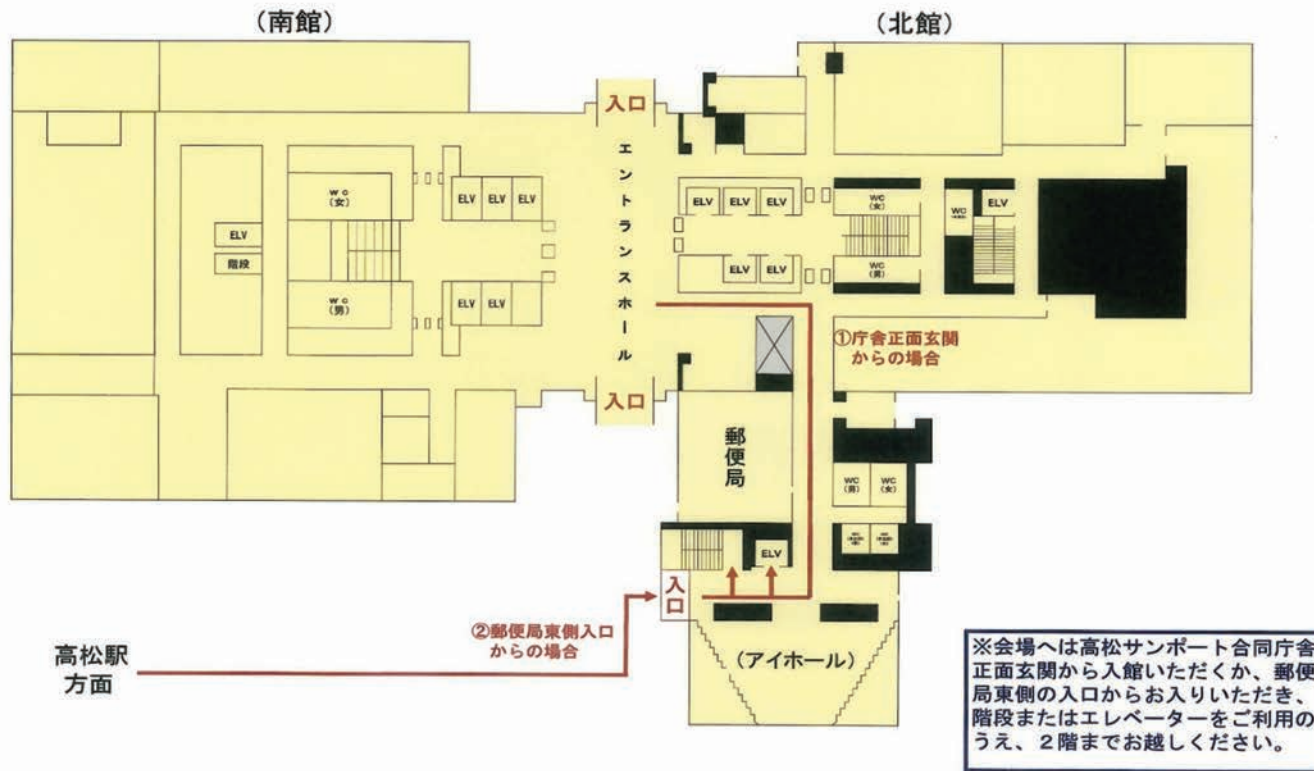 (南館)
(北館)
入口
エントランスホール
入口
WC
(女)
ELV
ELV
ELV
ELV
階段
WC
(男)
ELV
ELV
ELV
ELV
ELV
ELV
ELV
WC
(女)
WC
(男)
WC
ELV
①庁舎正面玄関
からの場合
郵便局
WC
(男)
WC
(女)
ELV
入口
②郵便局東側入口
からの場合
高松駅
方面
(アイホール)
※会場へは高松サンポート合同庁舎
正面玄関から入館いただくか、郵便
局東側の入口からお入りいただき、
階段またはエレベーターをご利用の
うえ、2階までお越しください。